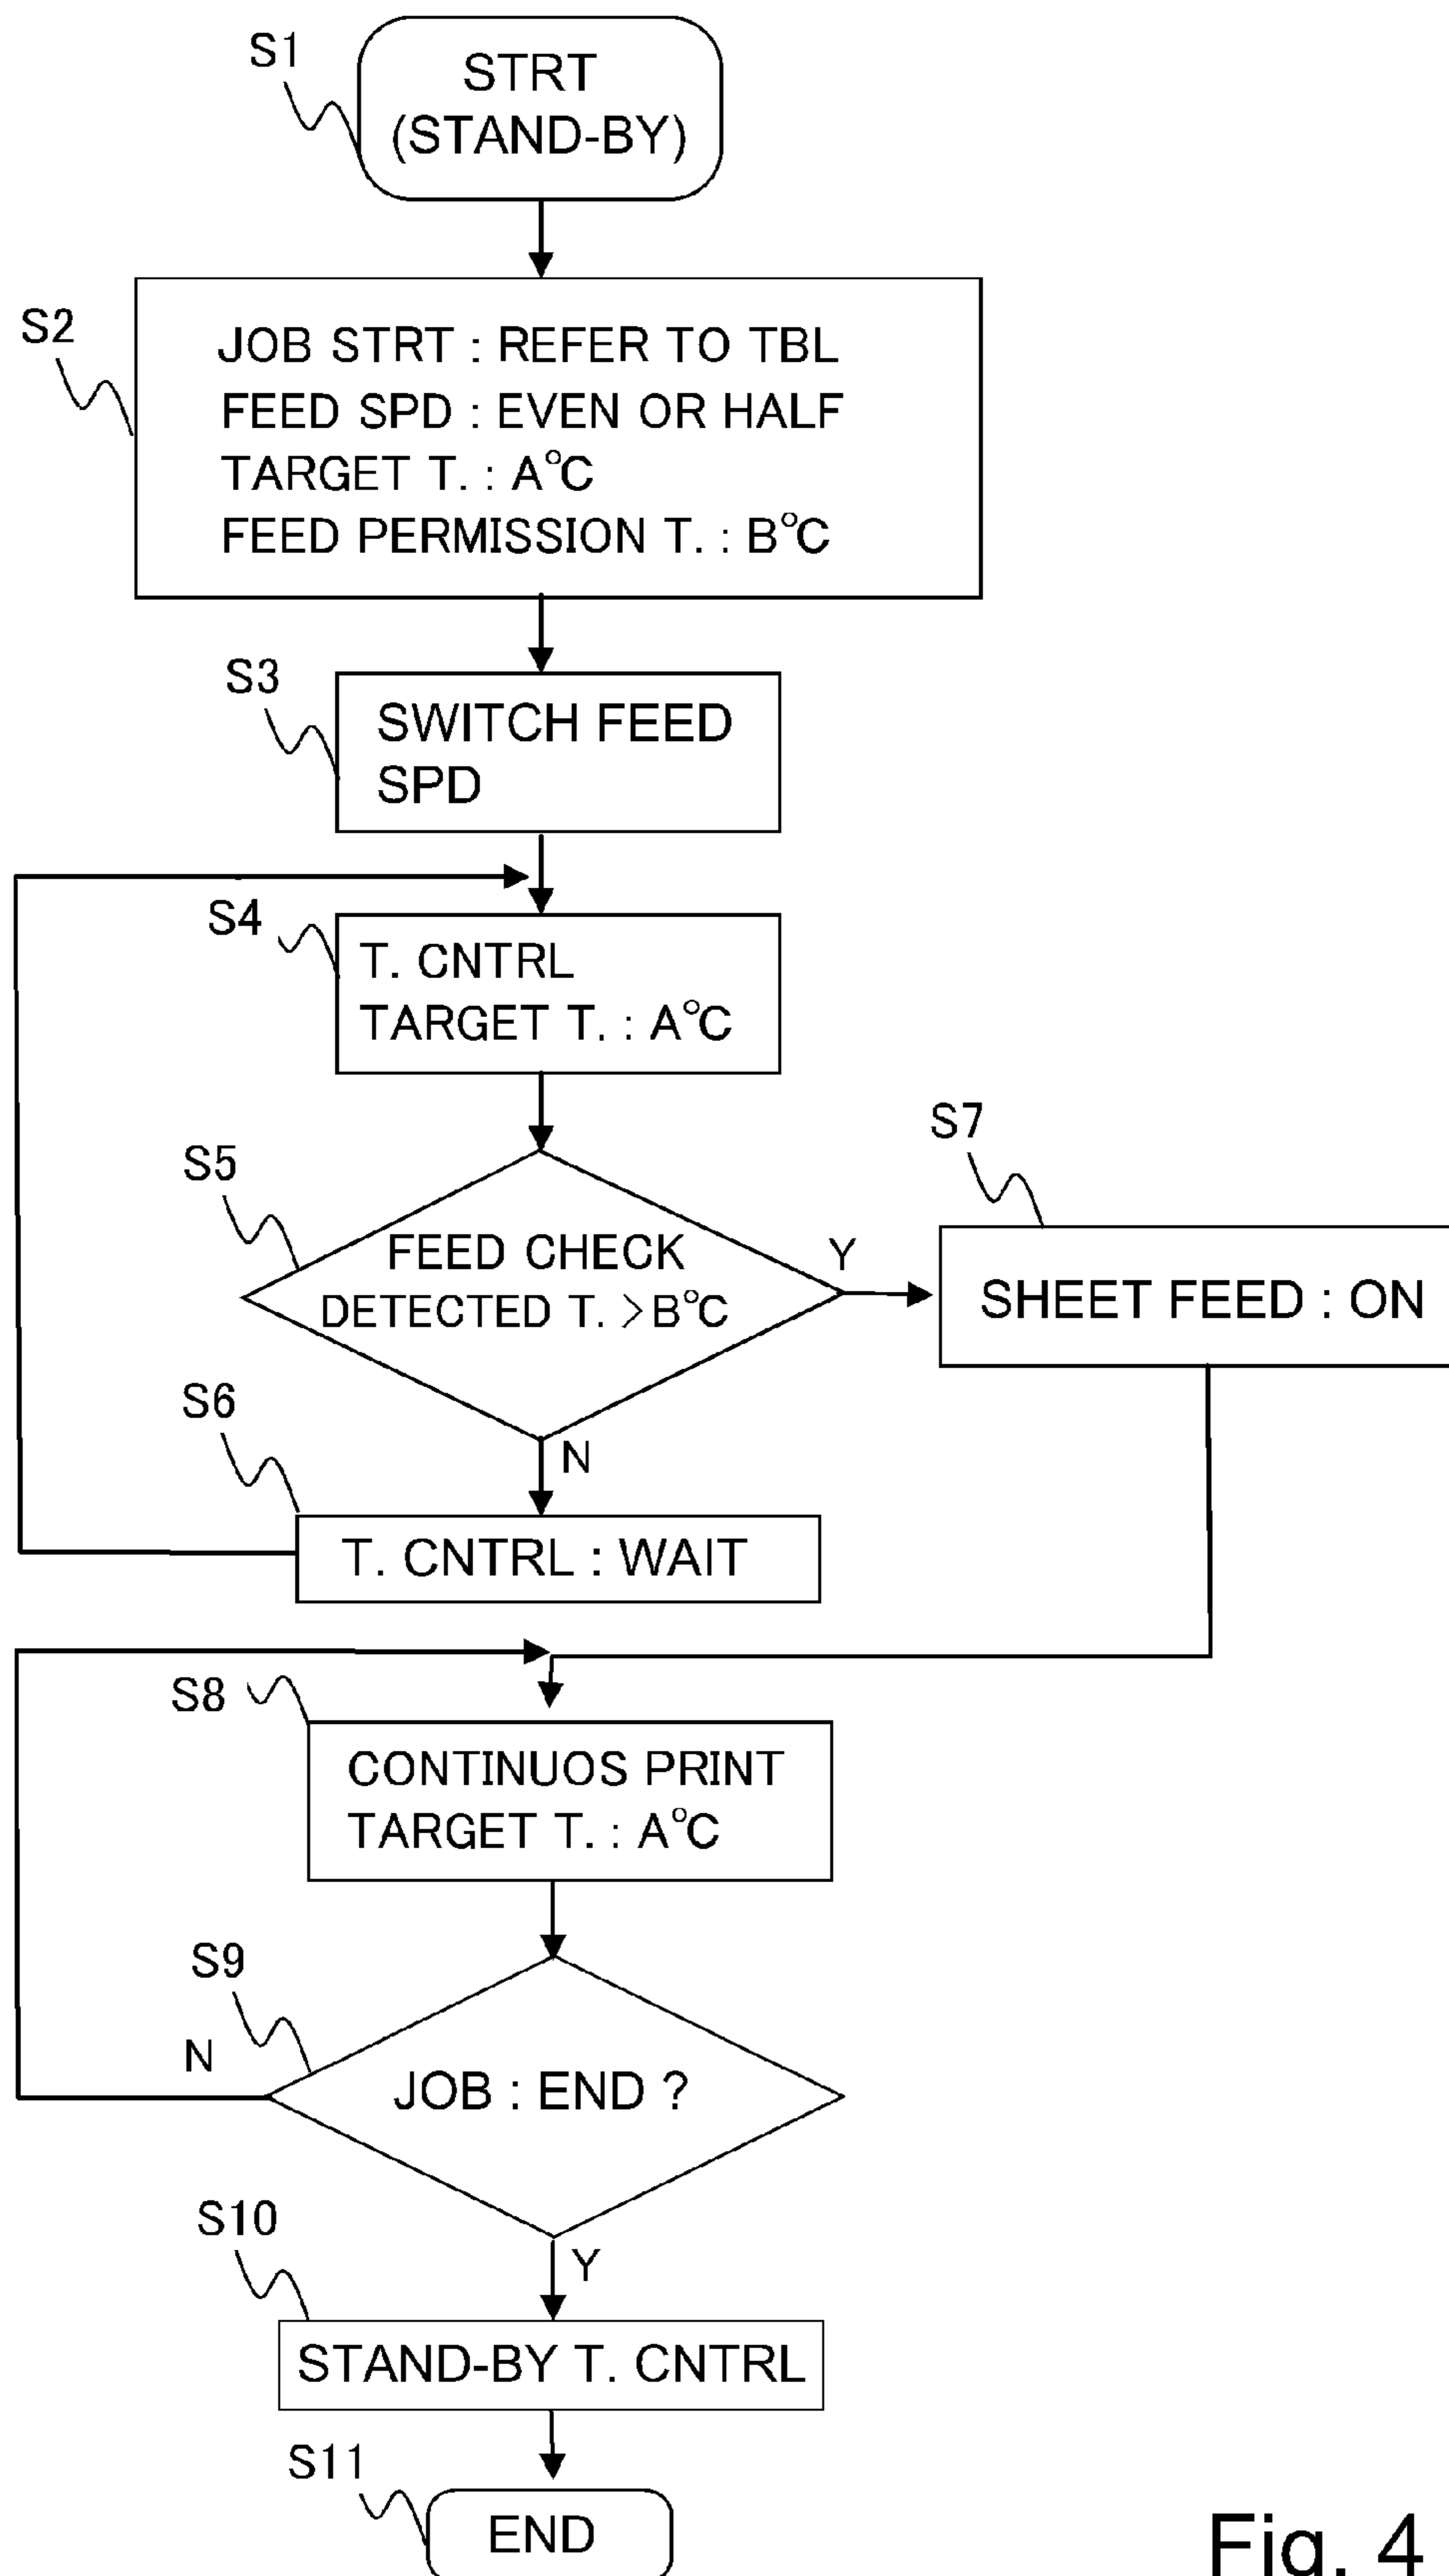 S1
STRT
(STAND-BY)
S2
JOB STRT : REFER TO TBL
FEED SPD : EVEN OR HALF
TARGET T. : A°C
FEED PERMISSION T. : B°C
S3
SWITCH FEED
SPD
S4
T. CNTRL
TARGET T. : A°C
S5
FEED CHECK
DETECTED T. >B°C
Y
S7
SHEET FEED : ON
N
S6
T. CNTRL : WAIT
S8
CONTINUOS PRINT
TARGET T. : A°C
S9
N
JOB : END ?
Y
S10
STAND-BY T. CNTRL
S11
END
Fig. 4